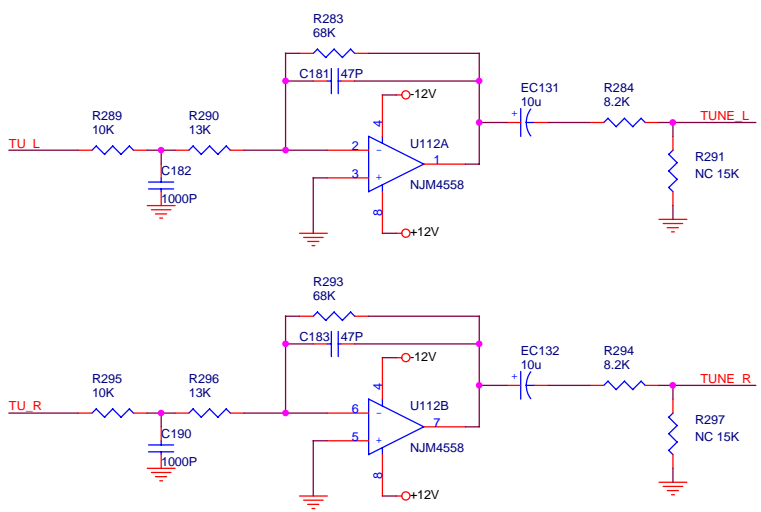 R283
68K
C181 47P
-12V
EC131
10u
R284
8.2K
TUNE_L
R289
10K
R290
13K
4
U112A
TU_L
2
-
1
R291
NC 15K
C182
3
+
NJM4558
1000P
8
+12V
R293
68K
C183 47P
-12V
EC132
10u
R294
8.2K
TUNE_R
R295
10K
R296
13K
4
U112B
TU_R
6
-
7
R297
NC 15K
C190
5
+
NJM4558
1000P
8
+12V